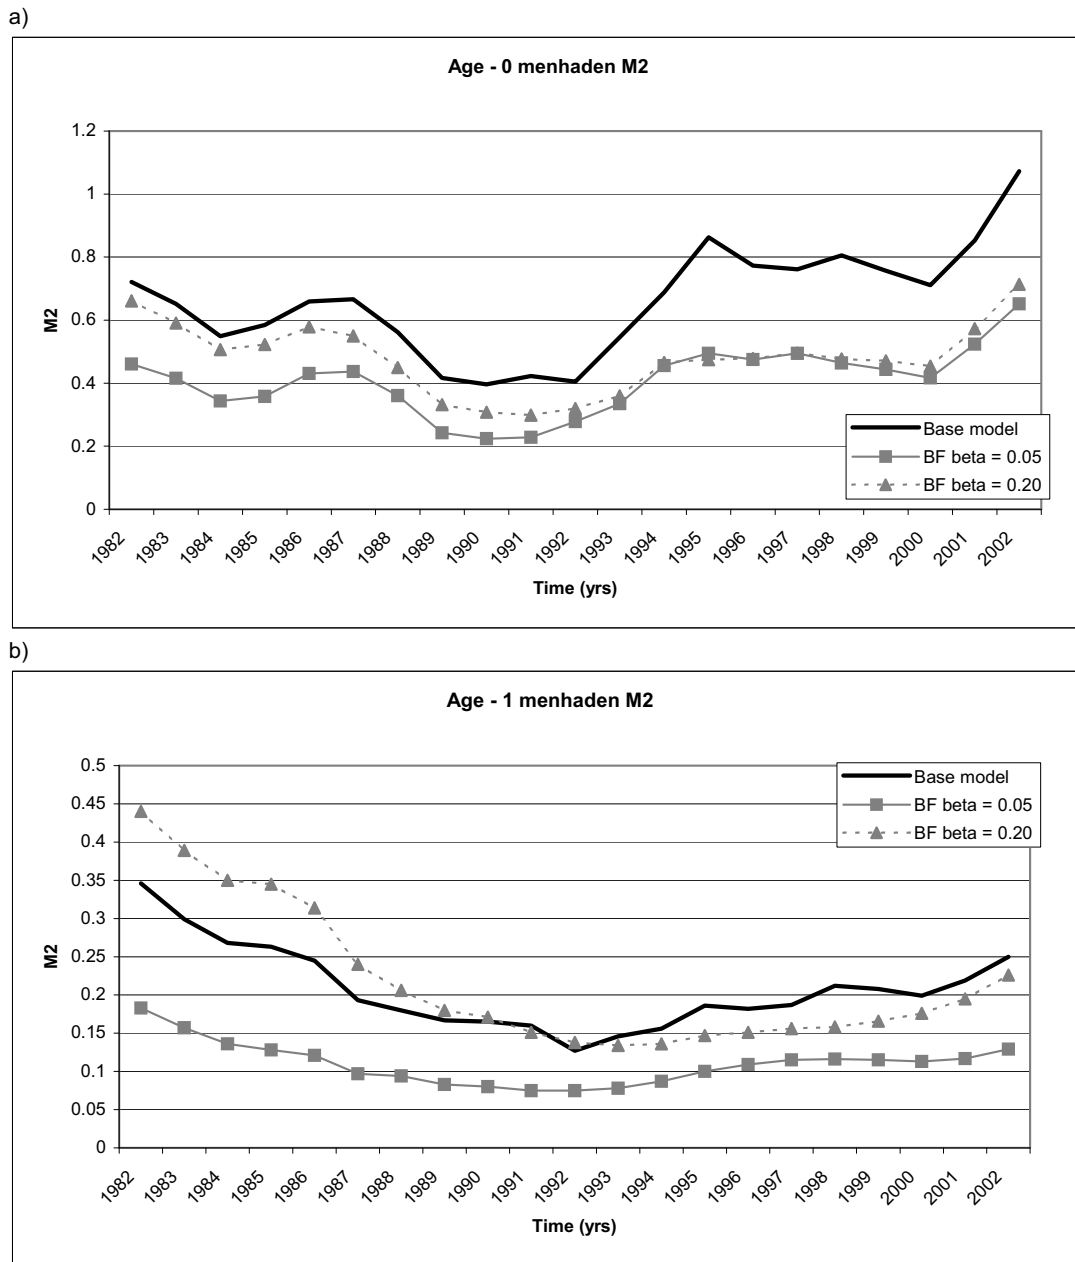 a)
Age - 0 menhaden M2
1.2
1
0.8
0.6
0.4
0.2
0
M2
1982 1983 1984 1985 1986 1987 1988 1989 1990 1991 1992 1993 1994 1995 1996 1997 1998 1999 2000 2001 2002
Time (yrs)
Base model
BF beta = 0.05
BF beta = 0.20
b)
Age - 1 menhaden M2
0.5
0.45
0.4
0.35
0.3
0.25
0.2
0.15
0.1
0.05
0
M2
1982 1983 1984 1985 1986 1987 1988 1989 1990 1991 1992 1993 1994 1995 1996 1997 1998 1999 2000 2001 2002
Time (yrs)
Base model
BF beta = 0.05
BF beta = 0.20